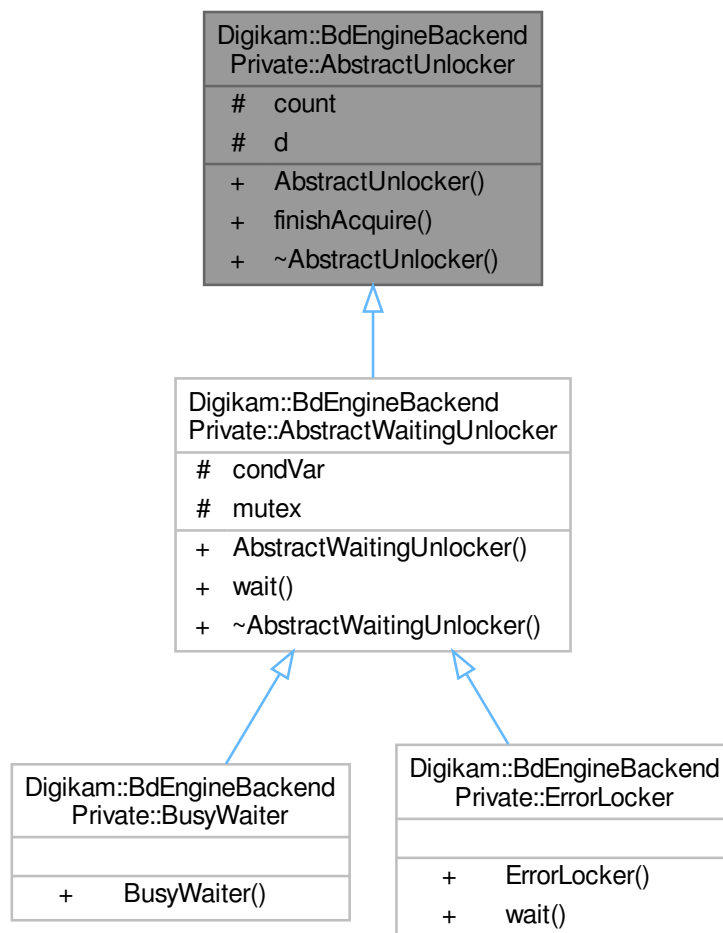 Digikam::BdEngineBackend
Private::AbstractUnlocker
# count
# d
+ AbstractUnlocker()
+ finishAcquire()
+ ~AbstractUnlocker()
Digikam::BdEngineBackend
Private::AbstractWaitingUnlocker
# condVar
# mutex
+ AbstractWaitingUnlocker()
+ wait()
+ ~AbstractWaitingUnlocker()
Digikam::BdEngineBackend
Private::BusyWaiter
+ BusyWaiter()
Digikam::BdEngineBackend
Private::ErrorLocker
+ ErrorLocker()
+ wait()